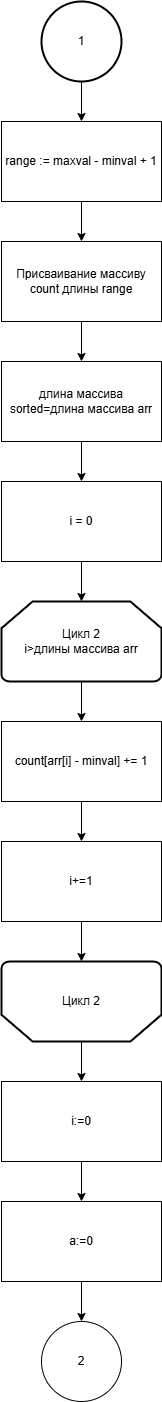 1
range := maxval - minval + 1
Присваивание массиву
count длины range
длина массива
sorted=длина массива arr
i = 0
Цикл 2
i>длины массива arr
count[arr[i] - minval] += 1
i+=1
Цикл 2
i:=0
a:=0
2